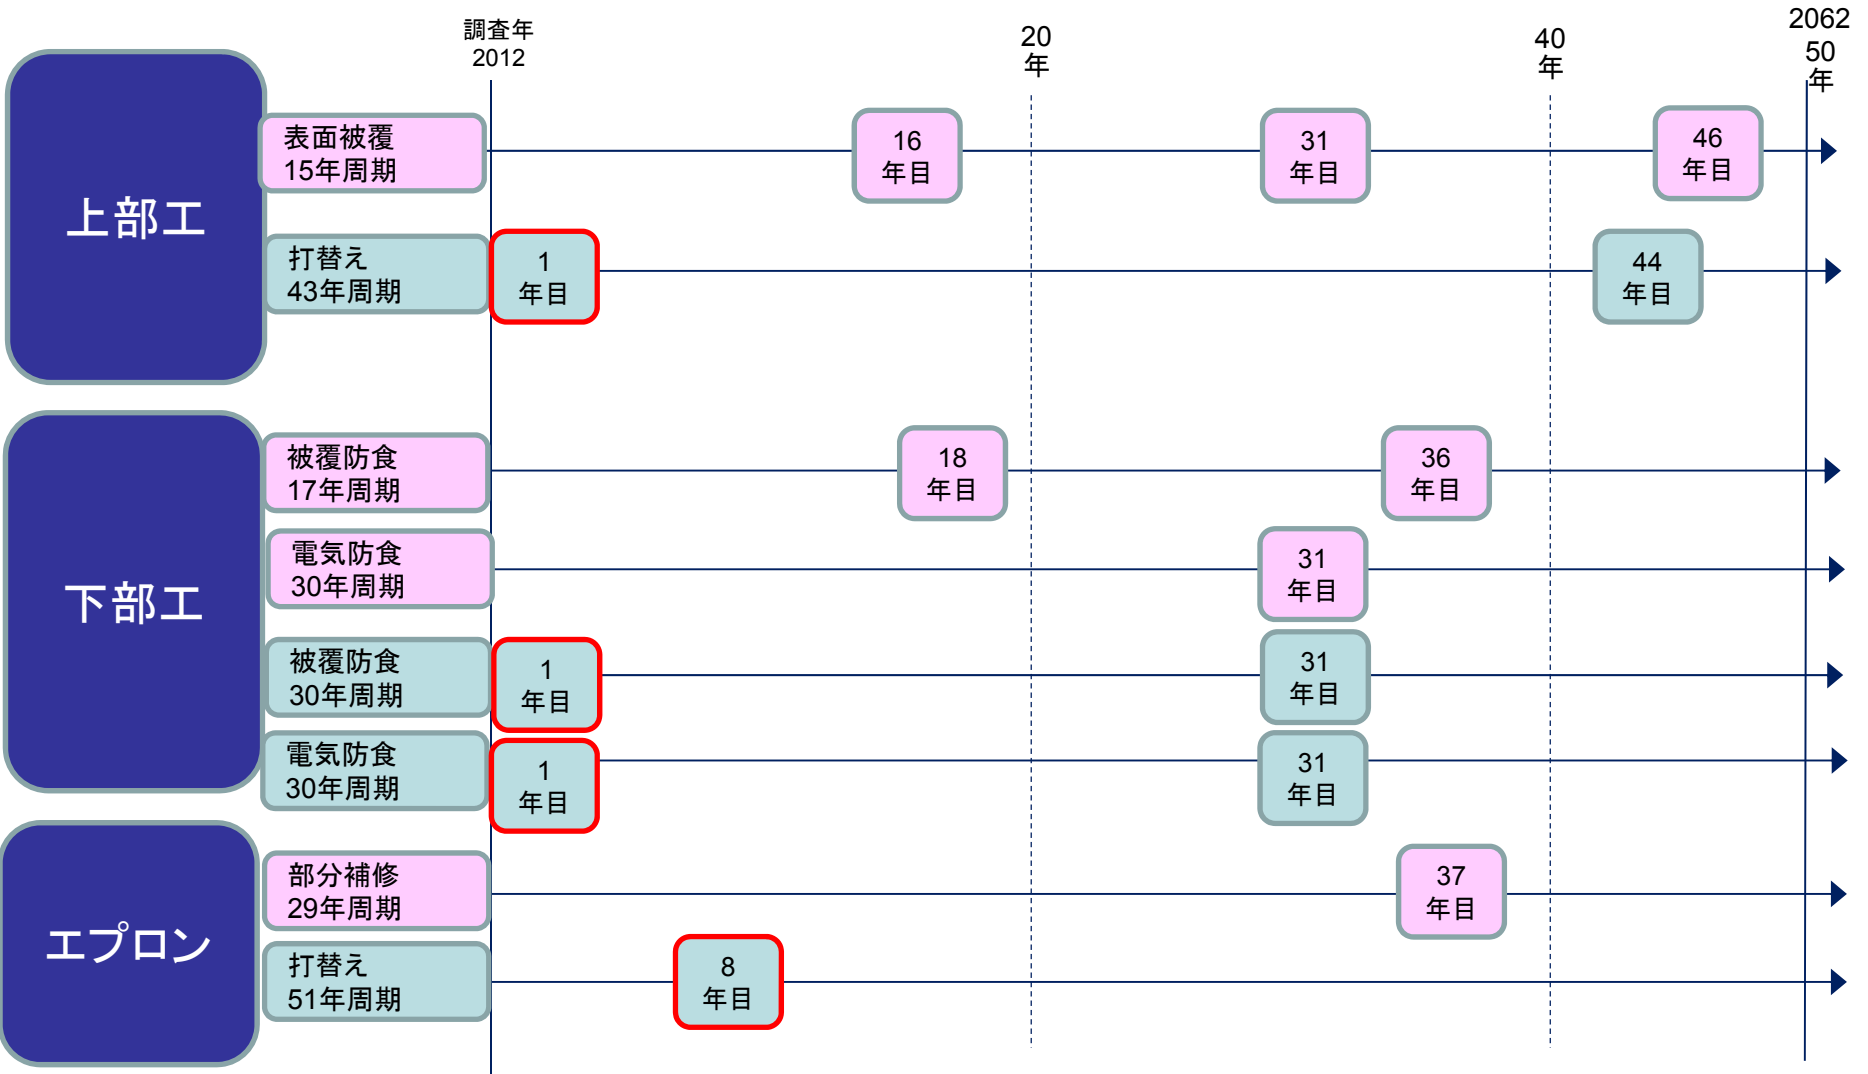 調査年
2012
20
年
40
年
2062
50
年
上部工
表面被覆
15年周期
16
年目
31
年目
46
年目
打替え
43年周期
1
年目
44
年目
下部工
被覆防食
17年周期
18
年目
36
年目
電気防食
30年周期
31
年目
被覆防食
30年周期
1
年目
31
年目
電気防食
30年周期
1
年目
31
年目
エプロン
部分補修
29年周期
37
年目
打替え
51年周期
8
年目